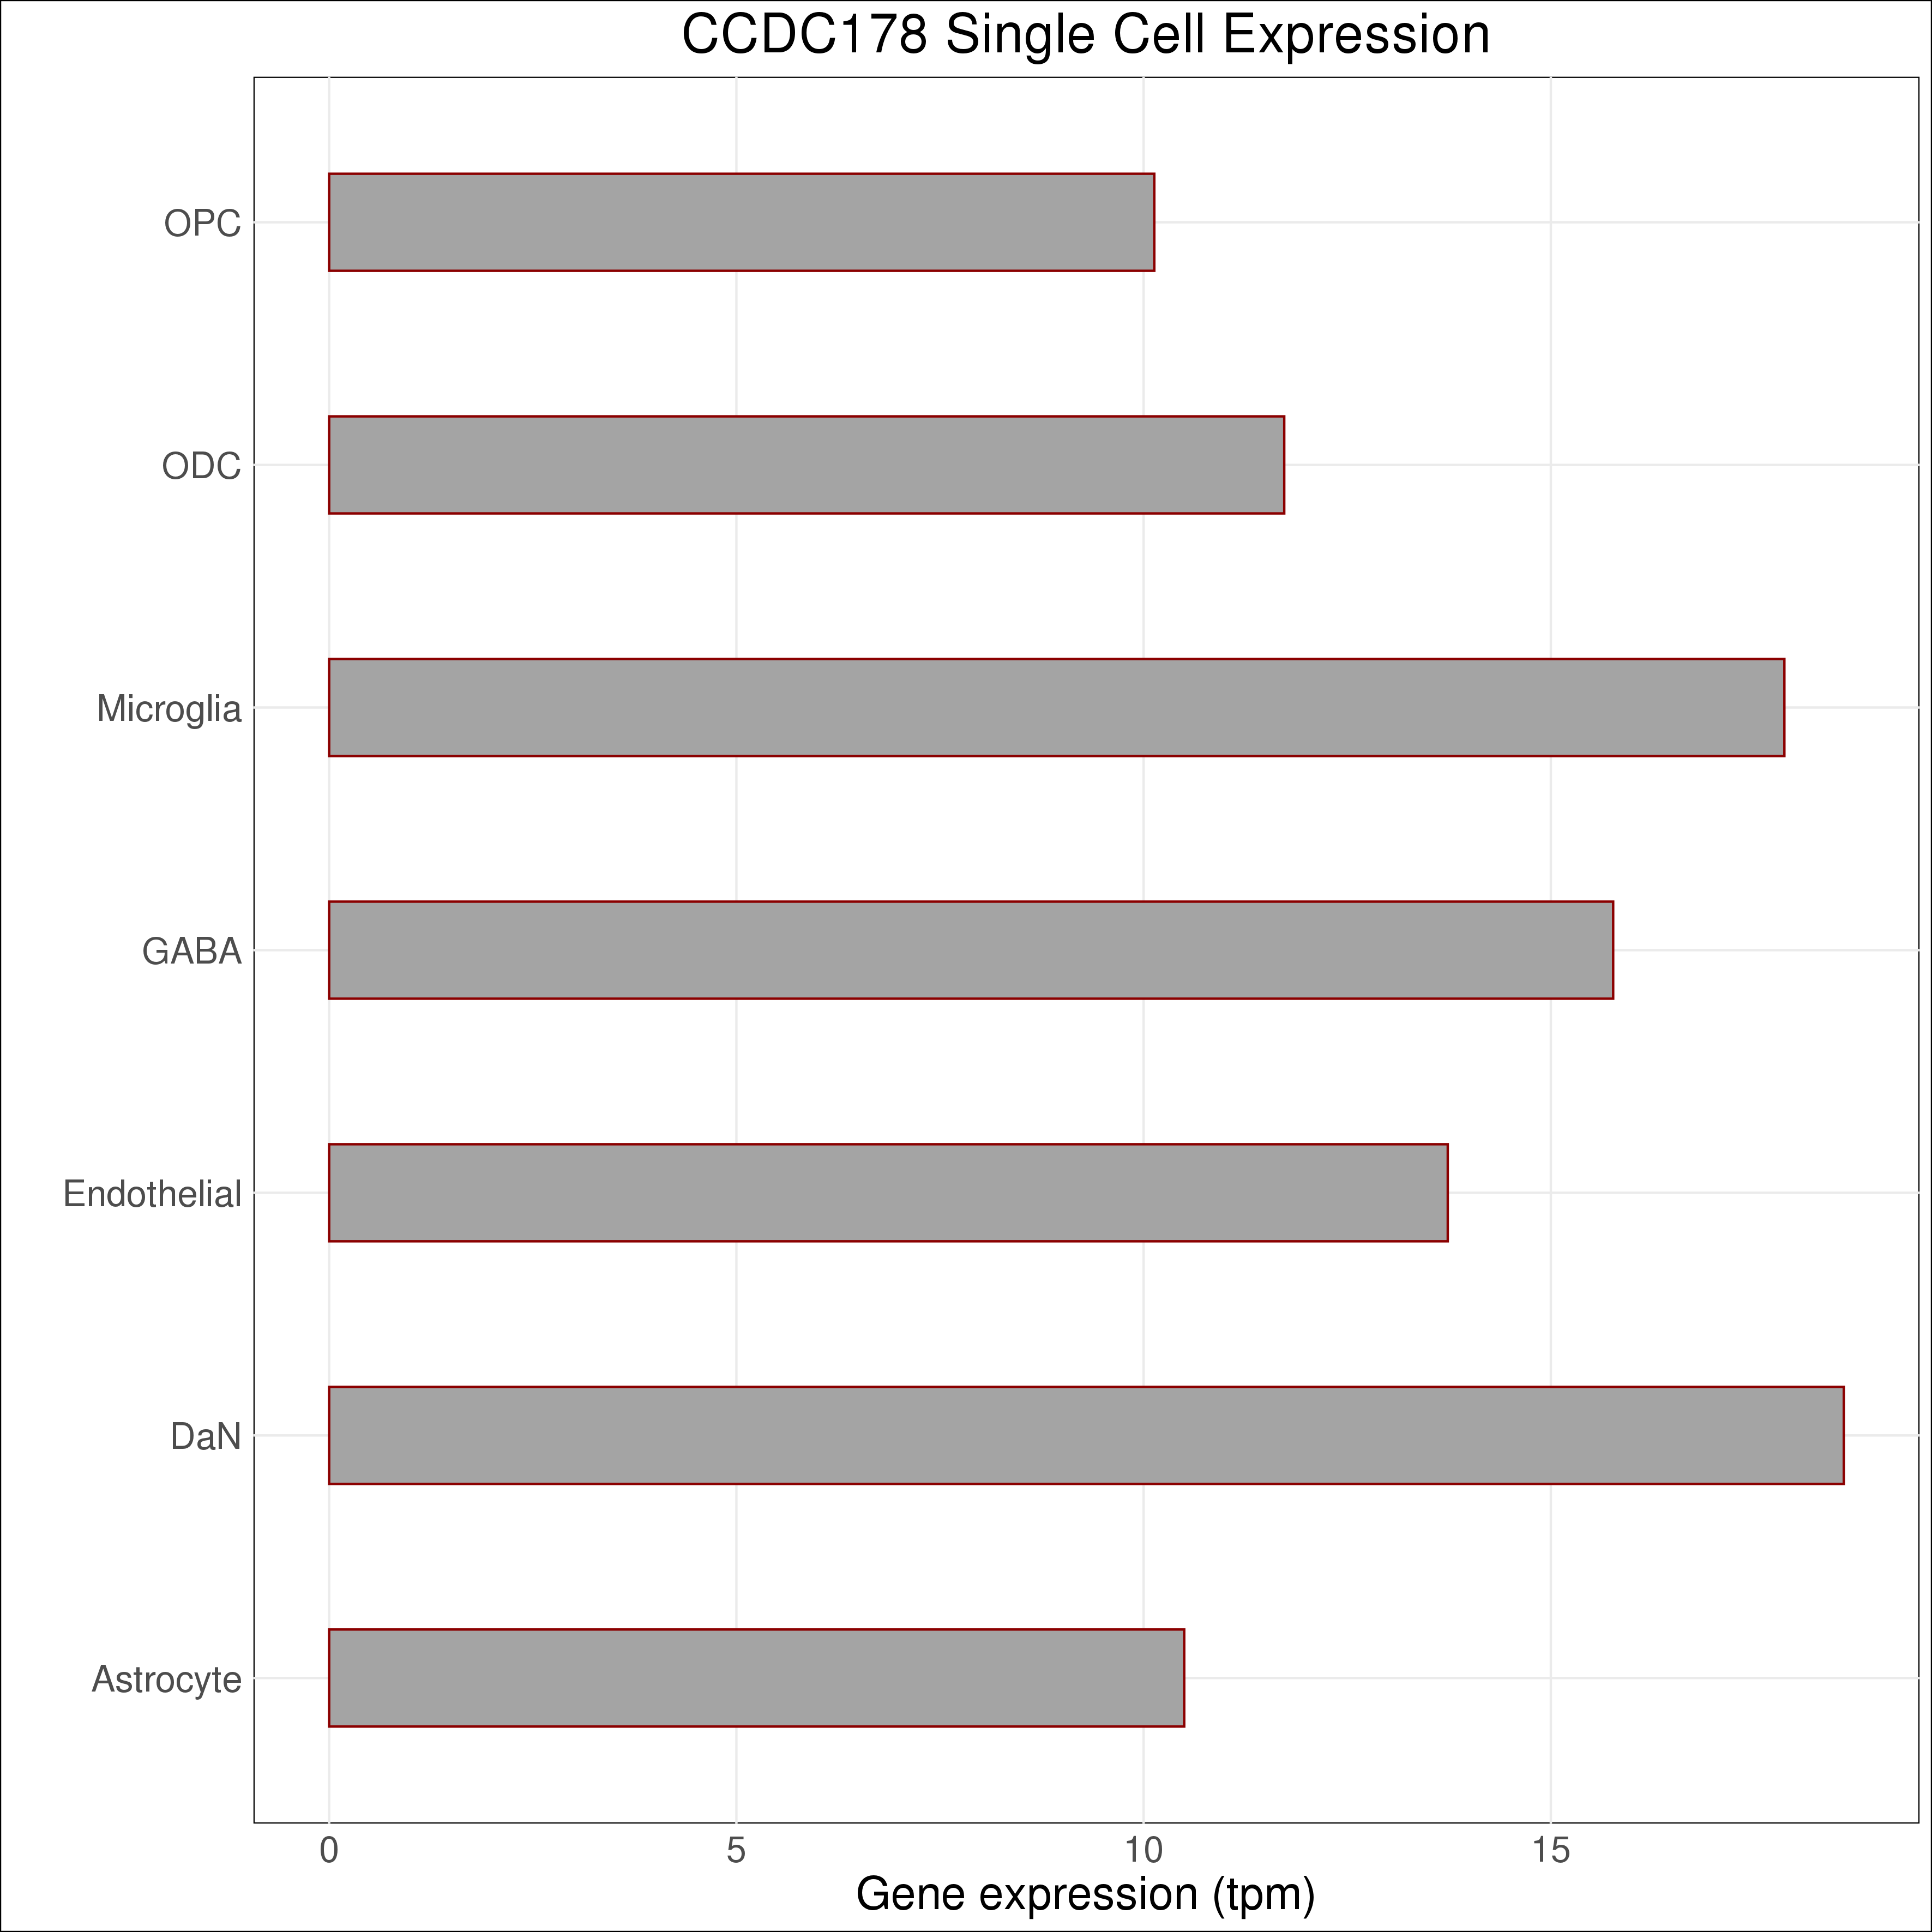 CCDC178 Single Cell Expression
OPC
ODC
Microglia
GABA
Endothelial
DaN
Astrocyte
0 5 10 15
Gene expression (tpm)